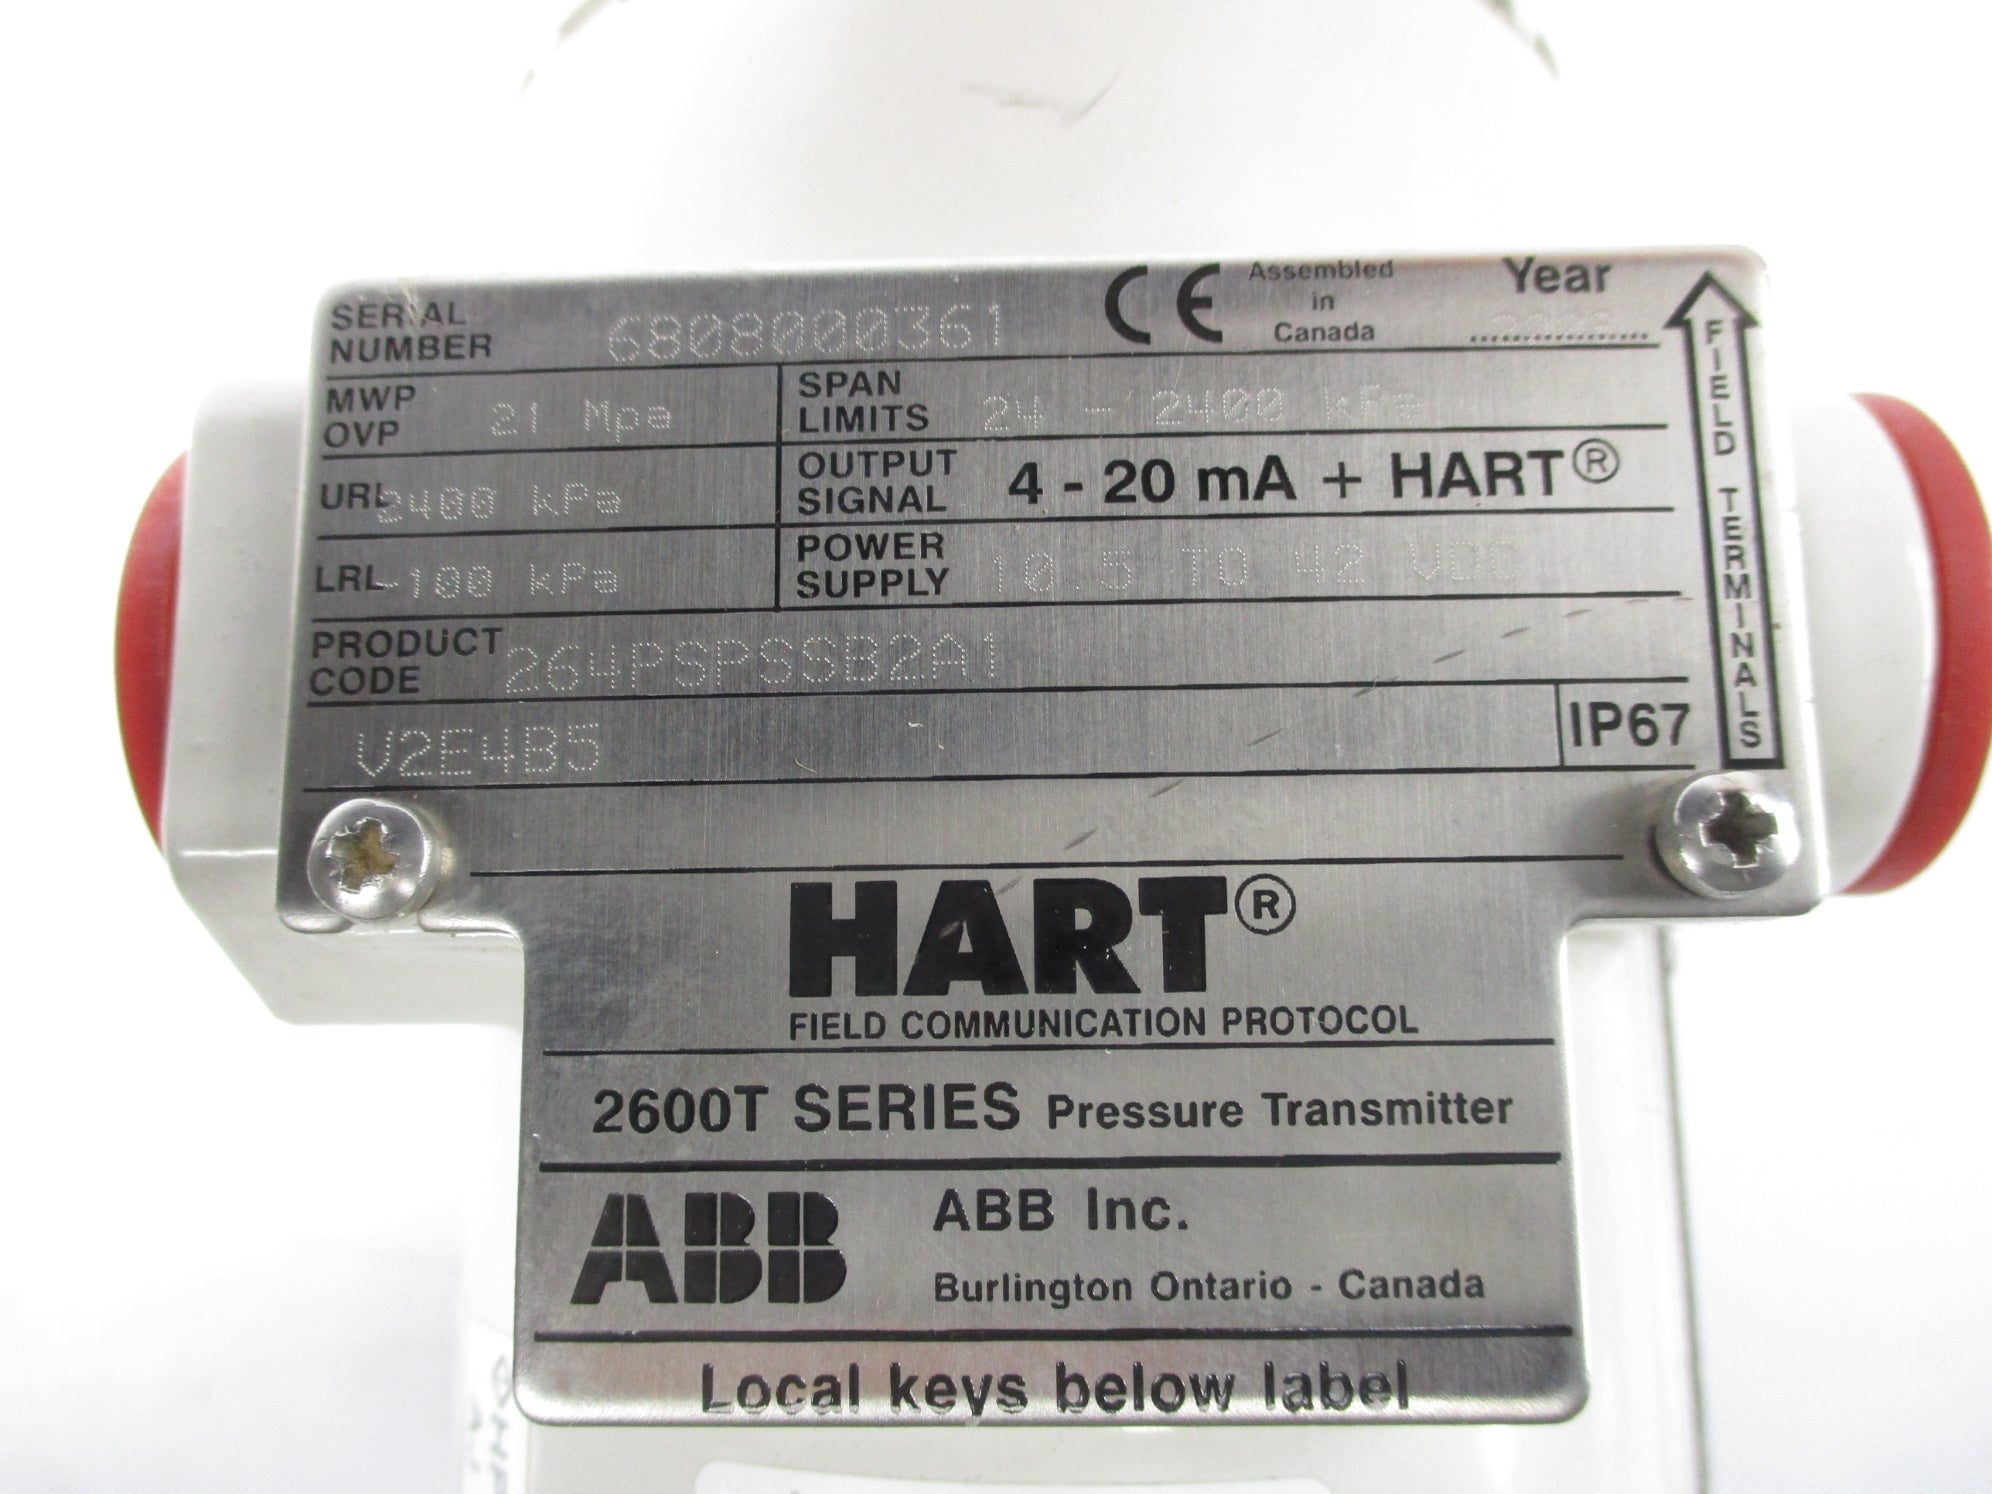 SERIAL NUMBER 6808000361
CE
Assembled in Canada
Year
MWP OVP 21 Mpa
SPAN LIMITS 24 - 2400 kPa
URL 2400 kPa
OUTPUT SIGNAL 4 - 20 mA + HART®
LRL -100 kPa
POWER SUPPLY 10.5 TO 42 VDC
PRODUCT CODE 264PSPSSB2A1
V2E4B5
IP67
FIELD TERMINALS
HART®
FIELD COMMUNICATION PROTOCOL
2600T SERIES Pressure Transmitter
ABB
ABB Inc.
Burlington Ontario - Canada
Local keys below label